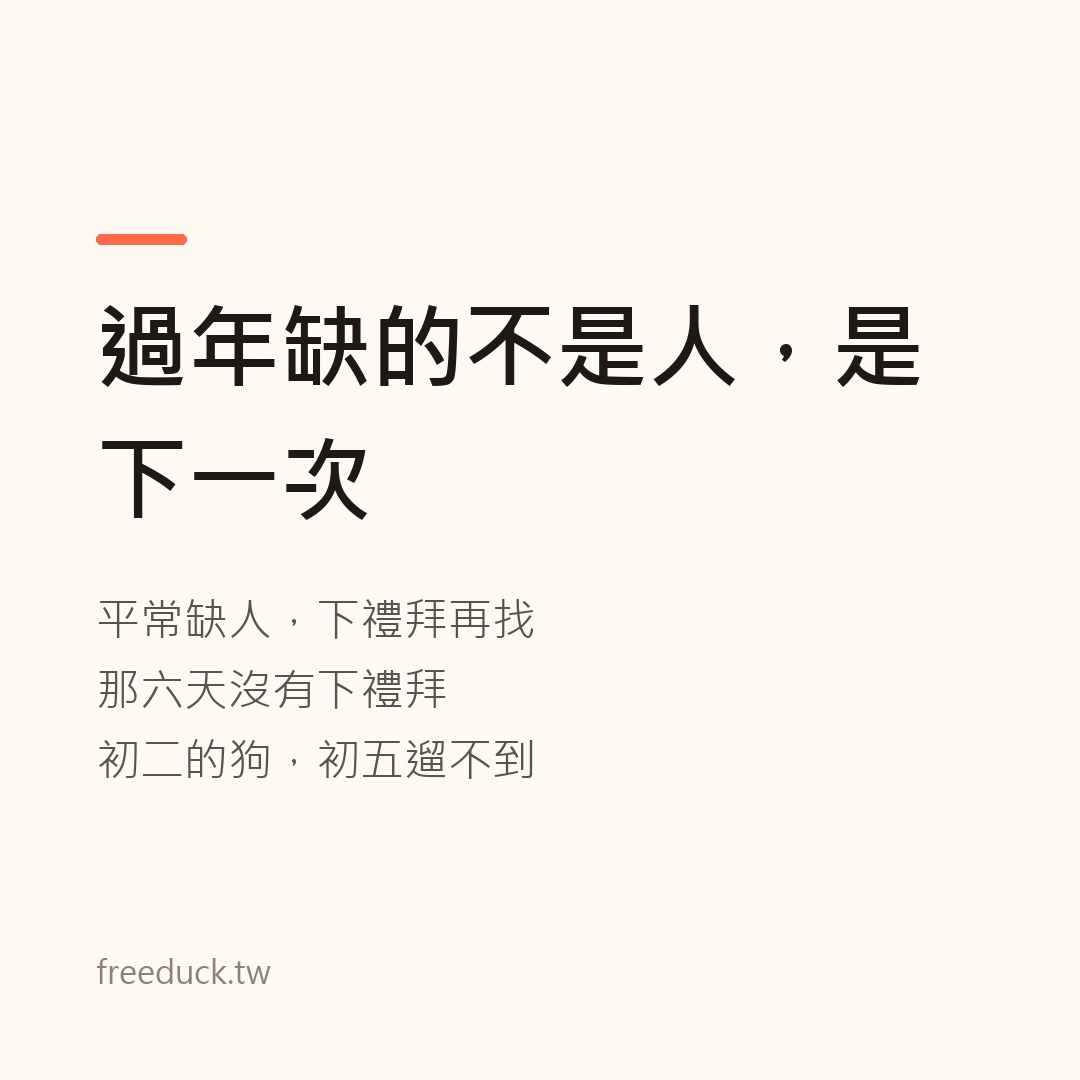 過年缺的不是人，是
下一次
平常缺人，下禮拜再找
那六天沒有下禮拜
初二的狗，初五遛不到
freeduck.tw